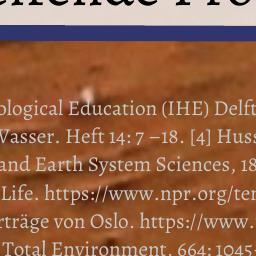 ological Education (IHE) Delft
Wasser. Heft 14: 7 –18. [4] Huss
and Earth System Sciences, 18
Life. https://www.npr.org/ter
rträge von Oslo. https://www.
Total Environment. 664: 1045-